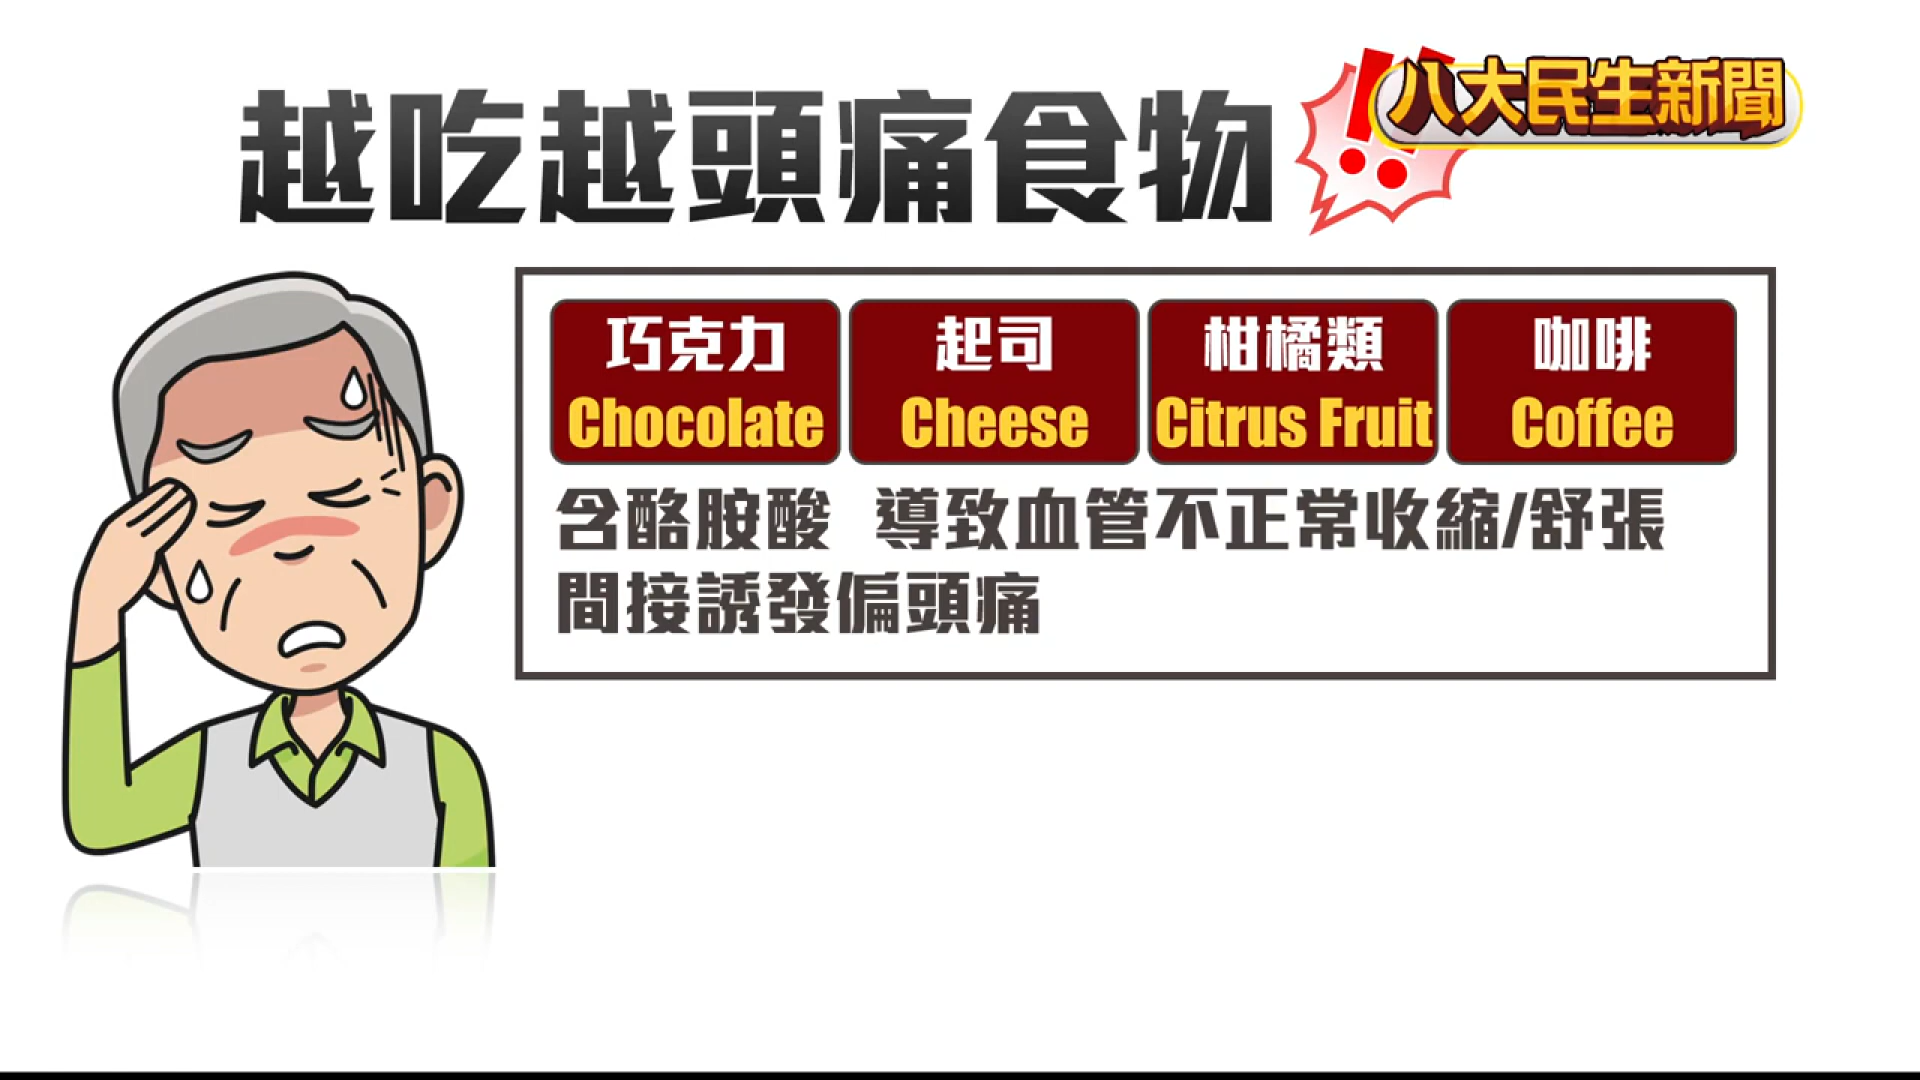 越吃越頭痛食物!!
八大民生新聞
巧克力
Chocolate
起司
Cheese
柑橘類
Citrus Fruit
咖啡
Coffee
含酪胺酸 導致血管不正常收縮/舒張
間接誘發偏頭痛